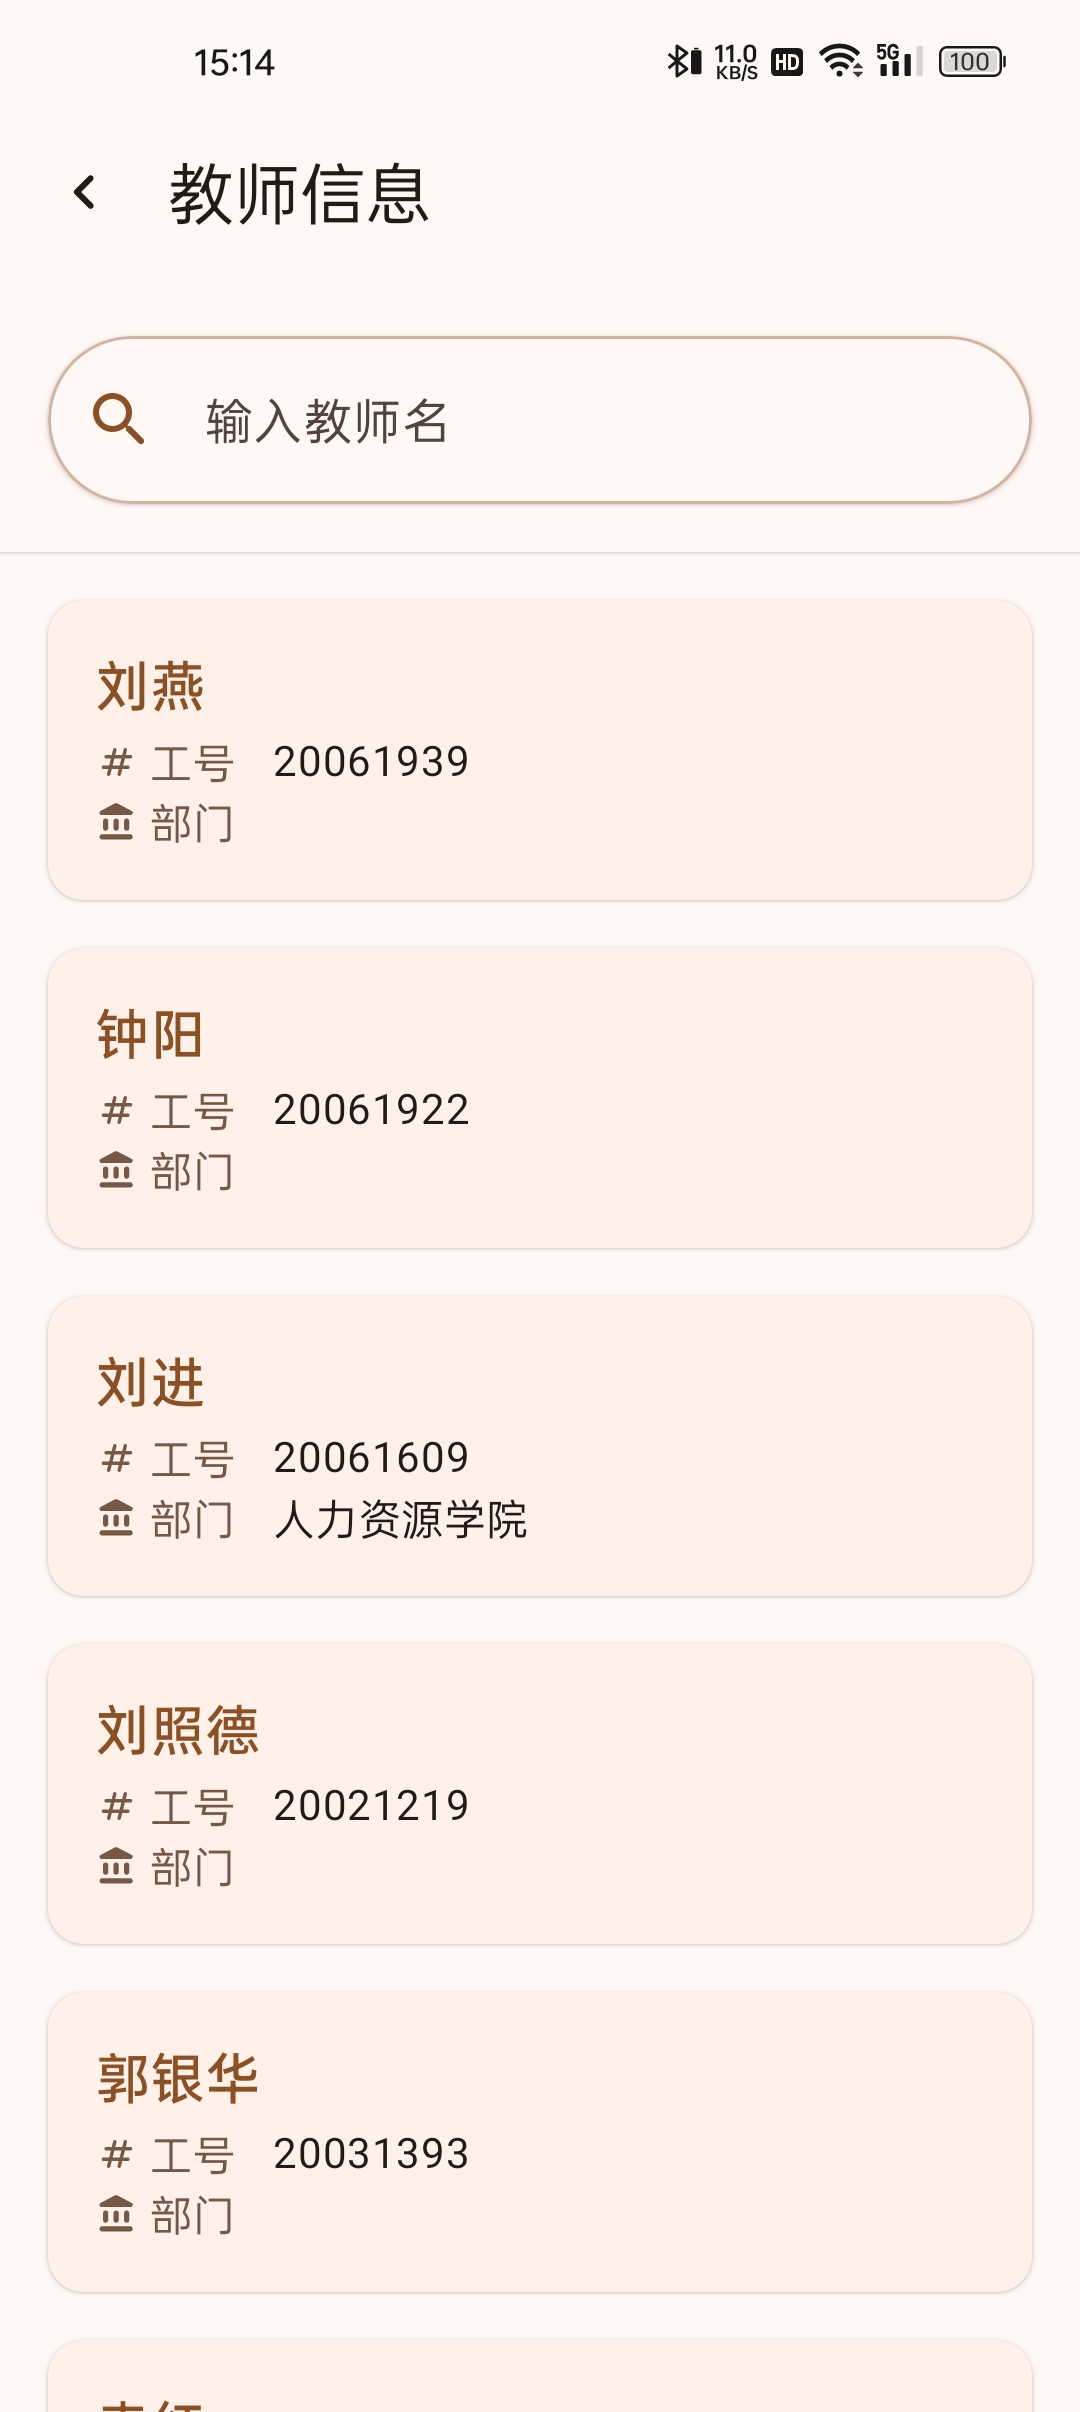 15:14
11.0
KB/S
HD
5G
100
教师信息
输入教师名
刘燕
工号 20061939
部门
钟阳
工号 20061922
部门
刘进
工号 20061609
部门 人力资源学院
刘照德
工号 20021219
部门
郭银华
工号 20031393
部门